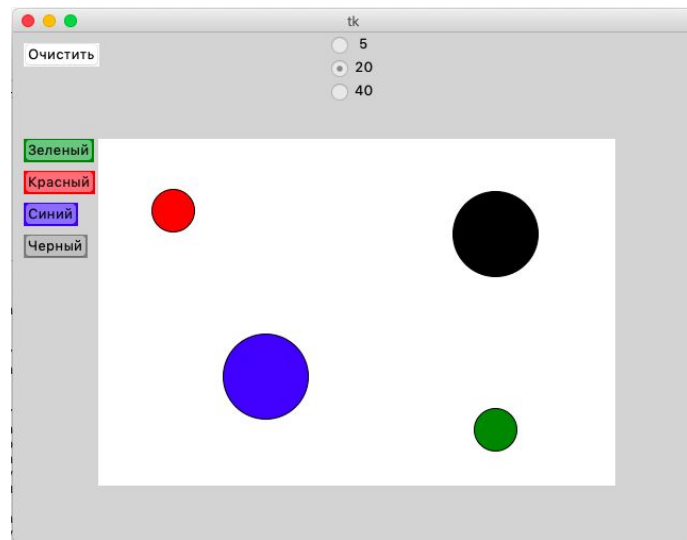 tk
Очистить
5
20
40
Зеленый
Красный
Синий
Черный